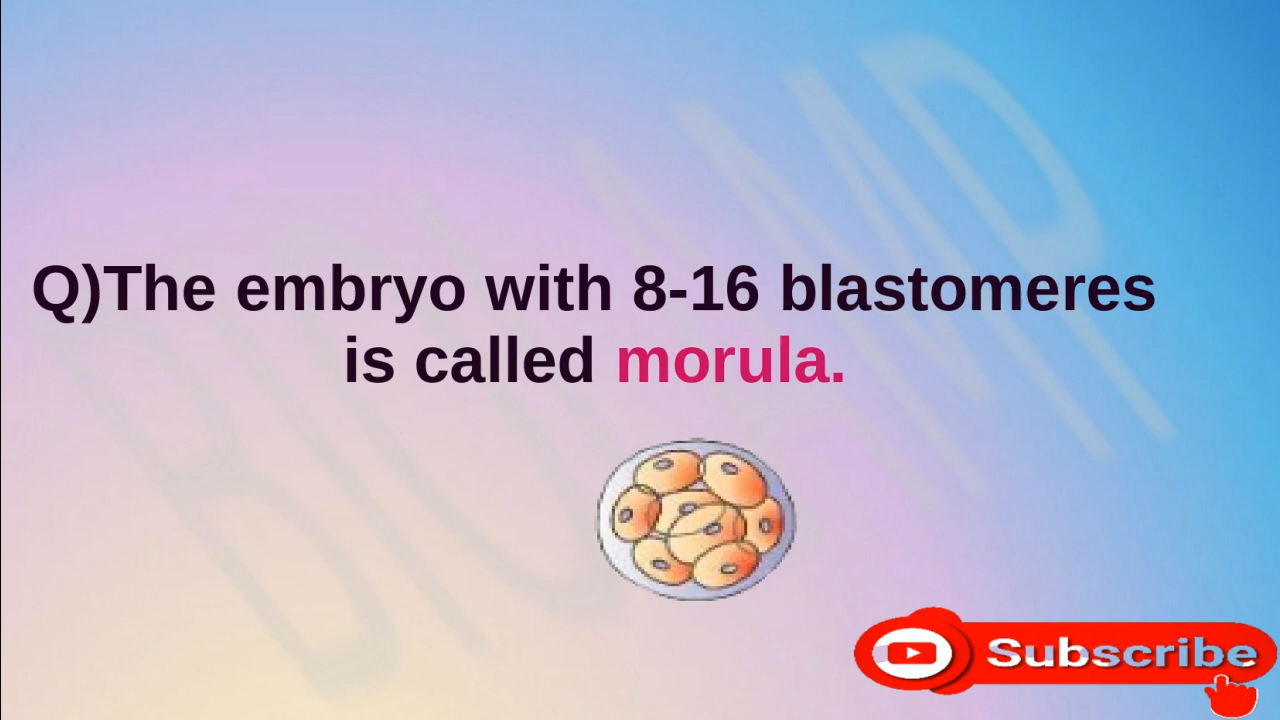 Q)The embryo with 8-16 blastomeres
is called morula.
Subscribe